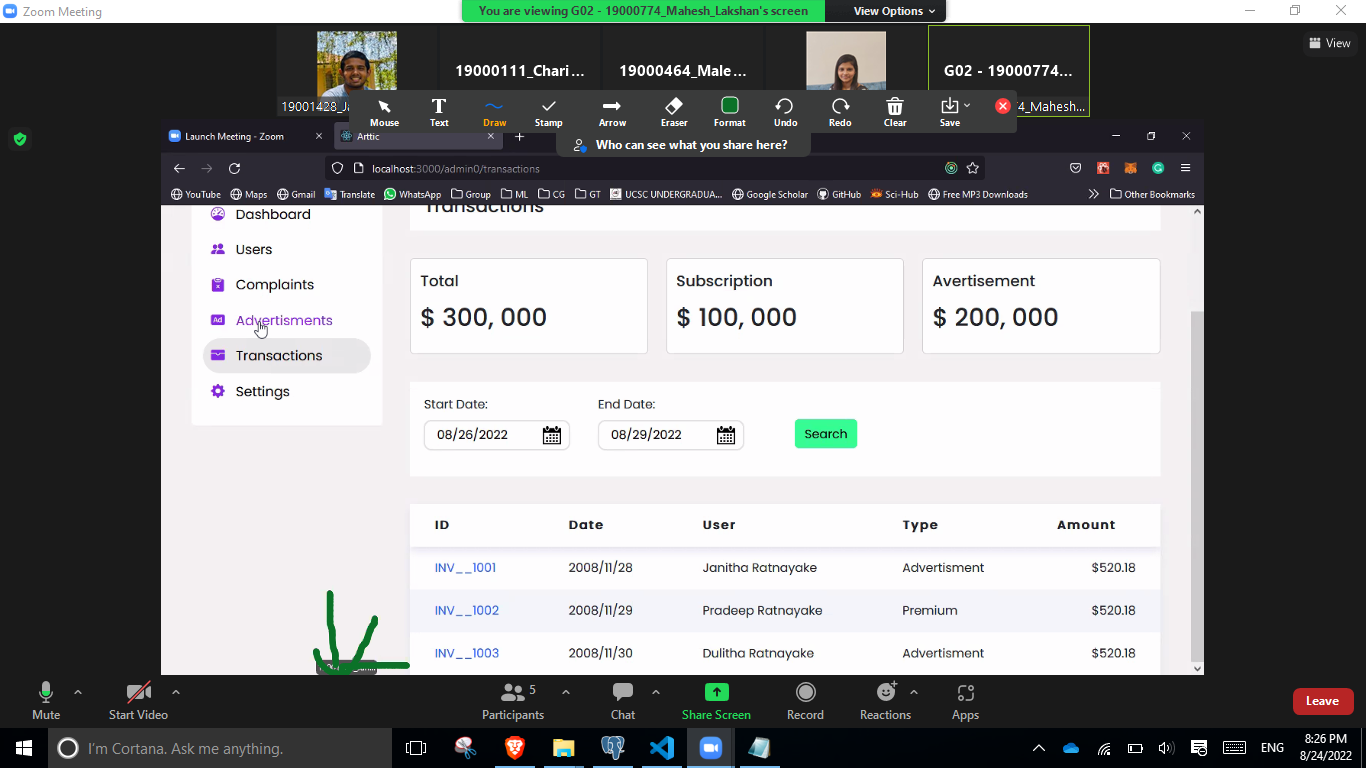 Zoom Meeting
You are viewing G02 - 19000774_Mahesh_Lakshan's screen
View Options
View
19000111_Chari...
19000464_Male...
G02 - 19000774...
Mouse
Text
Draw
Stamp
Arrow
Eraser
Format
Undo
Redo
Clear
Save
Who can see what you share here?
Launch Meeting - Zoom
Arttic
localhost:3000/admin0/transactions
YouTube
Maps
Gmail
Translate
WhatsApp
Group
ML
CG
GT
UCSC UNDERGRADUA...
Google Scholar
GitHub
Sci-Hub
Free MP3 Downloads
Other Bookmarks
Dashboard
Users
Complaints
Ad Advertisments
Transactions
Settings
Transactions
Total
$ 300, 000
Subscription
$ 100, 000
Avertisement
$ 200, 000
Start Date:
08/26/2022
End Date:
08/29/2022
Search
ID Date User Type Amount
INV__1001 2008/11/28 Janitha Ratnayake Advertisment $520.18
INV__1002 2008/11/29 Pradeep Ratnayake Premium $520.18
INV__1003 2008/11/30 Dulitha Ratnayake Advertisment $520.18
Mute
Start Video
Participants 5
Chat
Share Screen
Record
Reactions
Apps
Leave
I'm Cortana. Ask me anything.
ENG
8:26 PM
8/24/2022